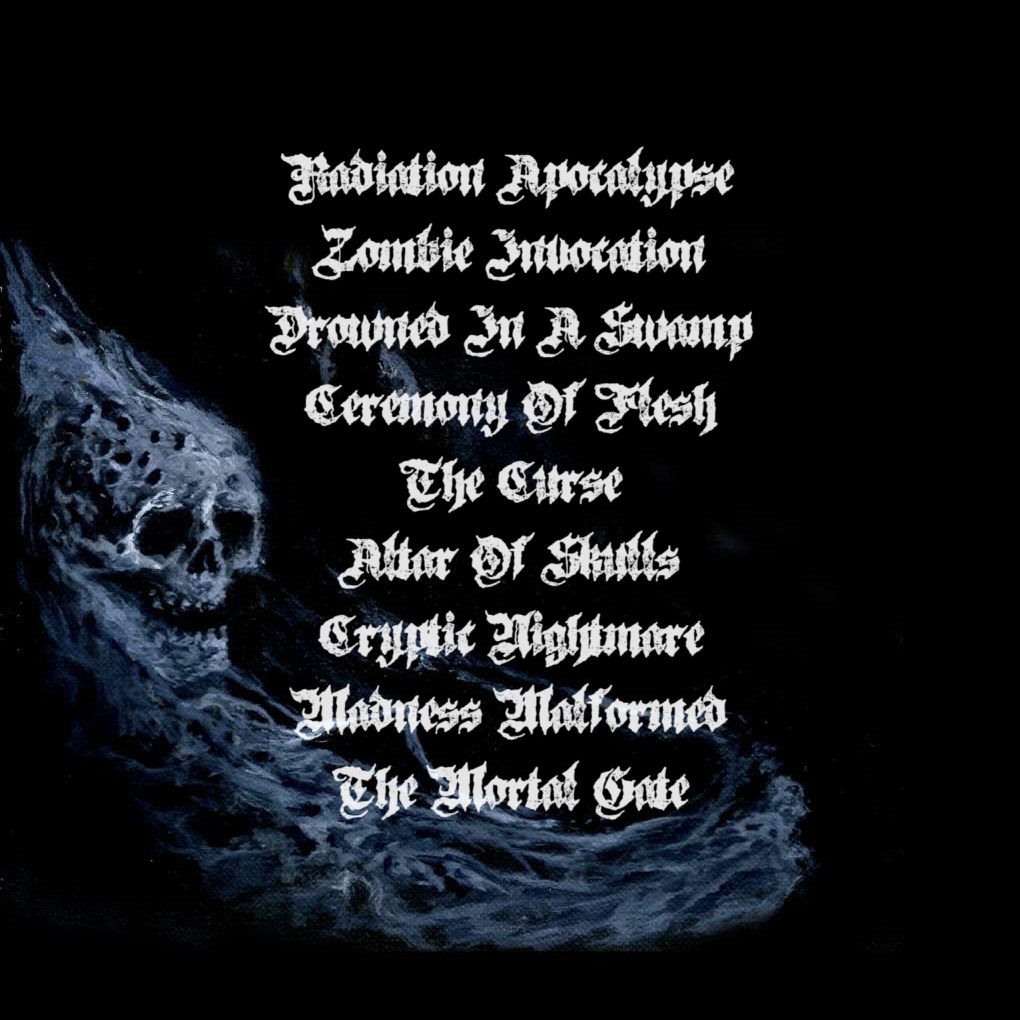 Radiation Apocalypse
Zombie Invocation
Drowned In A Swamp
Ceremony Of Flesh
The Curse
Altar Of Skulls
Cryptic Nightmare
Madness Malformed
The Mortal Gate